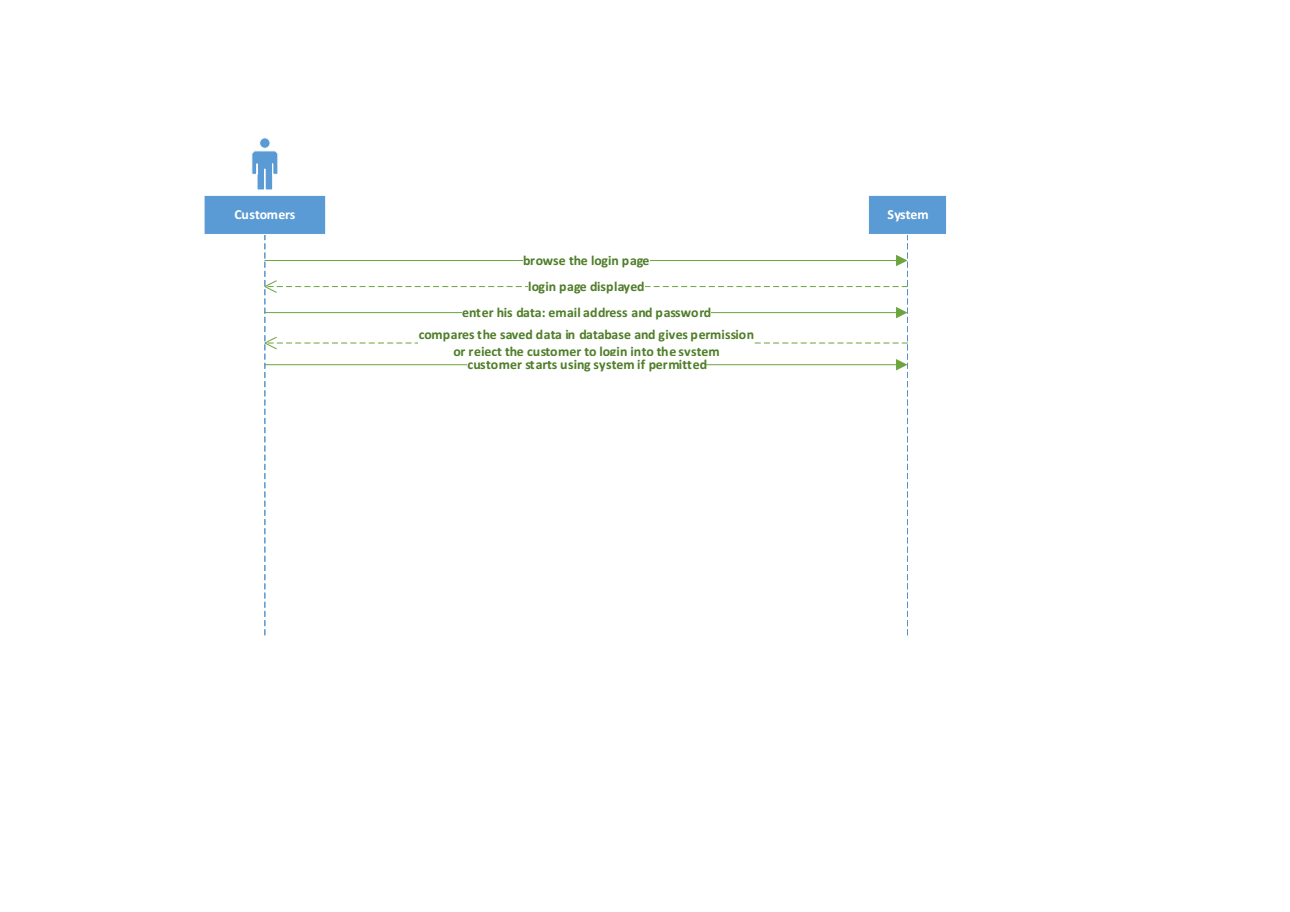 Customers
System
browse the login page
login page displayed
enter his data: email address and password
compares the saved data in database and gives permission
or reject the customer to login into the system
customer starts using system if permitted